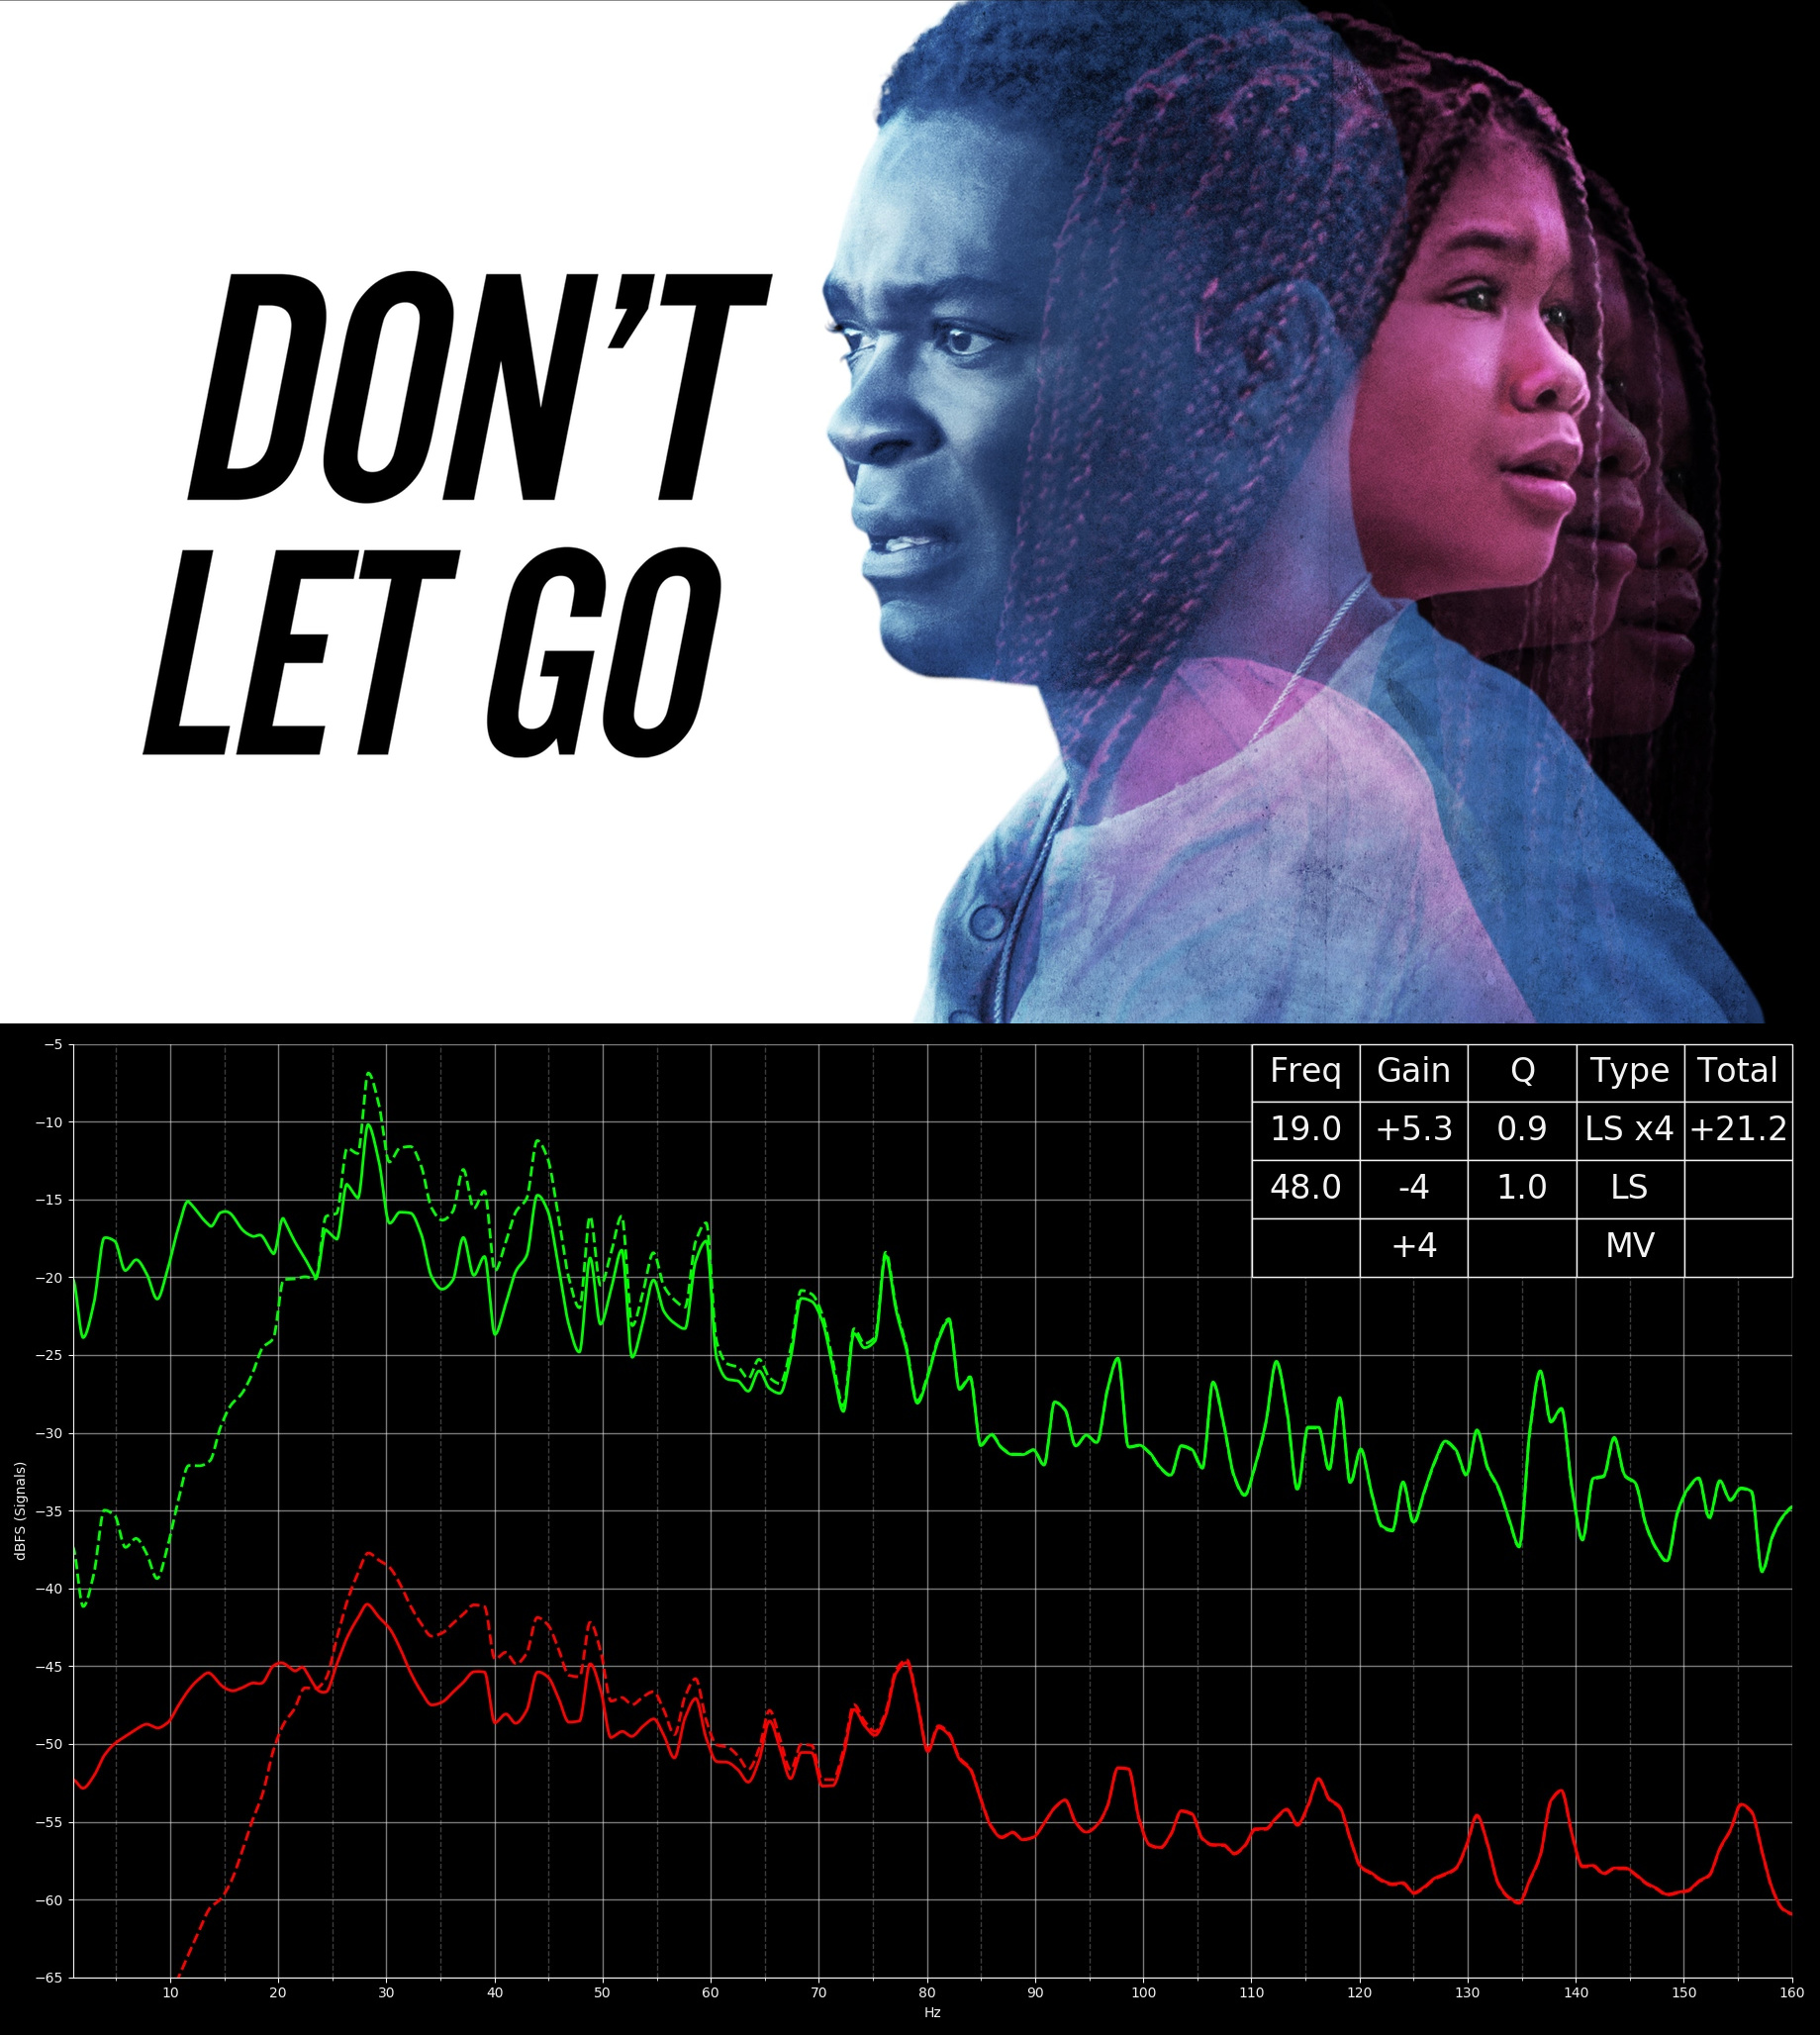 DON’T
LET GO
Freq Gain Q Type Total
19.0 +5.3 0.9 LS x4 +21.2
48.0 -4 1.0 LS
+4 MV
−5
−10
−15
−20
−25
−30
−35
−40
−45
−50
−55
−60
−65
dBFS (Signals)
10 20 30 40 50 60 70 80 90 100 110 120 130 140 150 160
Hz